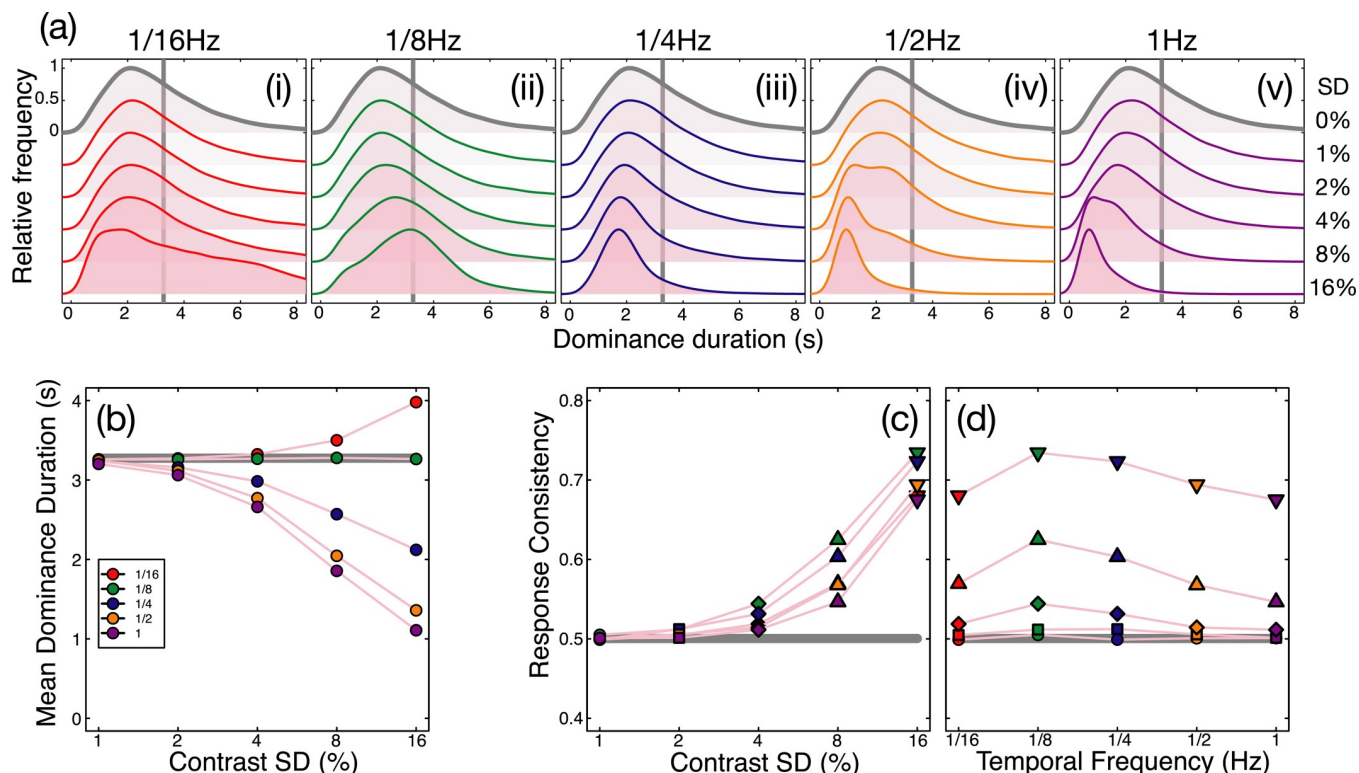 (a)
1/16Hz 1/8Hz 1/4Hz 1/2Hz 1Hz
(i) (ii) (iii) (iv) (v)
SD
0%
1%
2%
4%
8%
16%
Relative frequency
1
0.5
0
0 2 4 6 8 0 2 4 6 8 0 2 4 6 8 0 2 4 6 8 0 2 4 6 8
Dominance duration (s)
(b)
Mean Dominance Duration (s)
4
3
2
1
0
1/16
1/8
1/4
1/2
1
1 2 4 8 16
Contrast SD (%)
(c)
Response Consistency
0.8
0.7
0.6
0.5
0.4
1 2 4 8 16
Contrast SD (%)
(d)
1/16 1/8 1/4 1/2 1
Temporal Frequency (Hz)